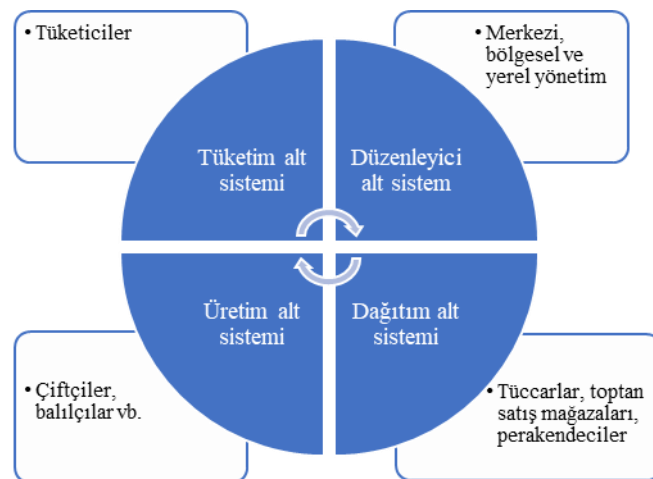 • Tüketiciler
• Merkezi,
bölgesel ve
yerel yönetim
Tüketim alt
sistemi
Düzenleyici
alt sistem
Üretim alt
sistemi
Dağıtım alt
sistemi
• Çiftçiler,
balılçılar vb.
• Tüccarlar, toptan
satış mağazaları,
perakendeciler